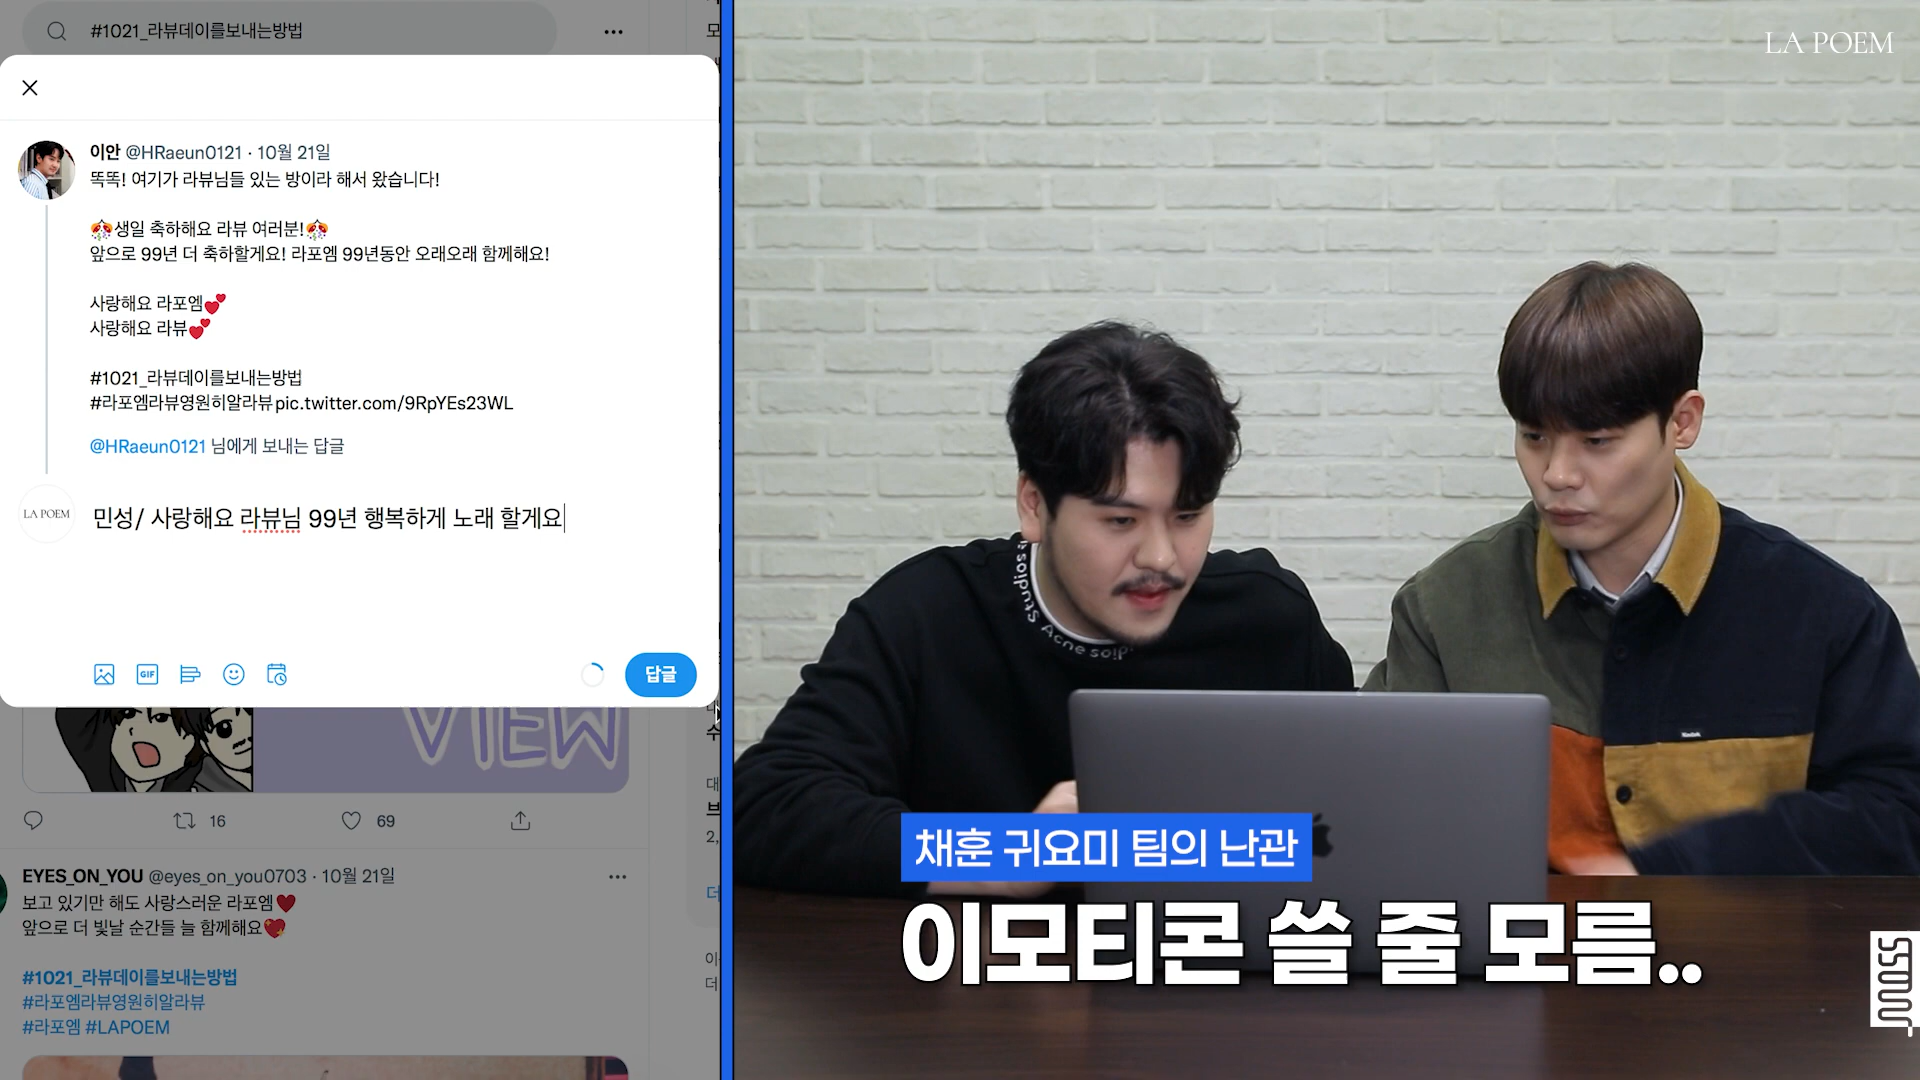 #1021_라뷰데이를보내는방법
이안 @HRaeun0121 · 10월 21일
똑똑! 여기가 라뷰님들 있는 방이라 해서 왔습니다!
🎊생일 축하해요 라뷰 여러분!🎊
앞으로 99년 더 축하할게요! 라포엠 99년동안 오래오래 함께해요!
사랑해요 라포엠💕
사랑해요 라뷰💕
#1021_라뷰데이를보내는방법
#라포엠라뷰영원히알라뷰pic.twitter.com/9RpYEs23WL
@HRaeun0121 님에게 보내는 답글
LA POEM
민성/ 사랑해요 라뷰님 99년 행복하게 노래 할게요
GIF
답글
VIEW
16
69
EYES_ON_YOU @eyes_on_you0703 · 10월 21일
보고 있기만 해도 사랑스러운 라포엠❤️
앞으로 더 빛날 순간들 늘 함께해요💖
#1021_라뷰데이를보내는방법
#라포엠라뷰영원히알라뷰
#라포엠 #LAPOEM
LA POEM
Acne Studios
Kodak
채훈 귀요미 팀의 난관
이모티콘 쓸 줄 모름..